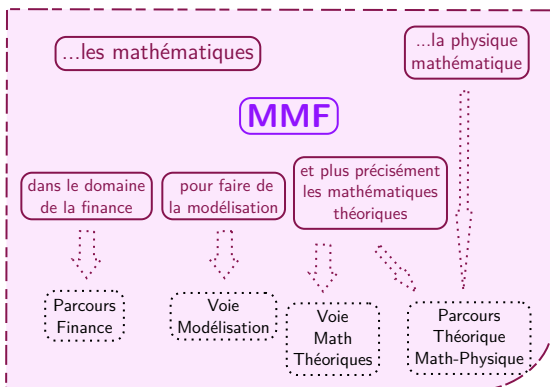 ...les mathématiques
...la physique
mathématique
MMF
dans le domaine
de la finance
pour faire de
la modélisation
et plus précisément
les mathématiques
théoriques
Parcours
Finance
Voie
Modélisation
Voie
Math
Théoriques
Parcours
Théorique
Math-Physique